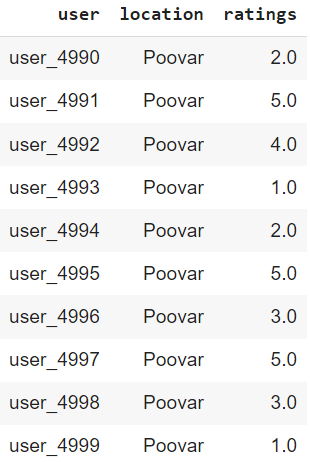 user location ratings
user_4990 Poovar 2.0
user_4991 Poovar 5.0
user_4992 Poovar 4.0
user_4993 Poovar 1.0
user_4994 Poovar 2.0
user_4995 Poovar 5.0
user_4996 Poovar 3.0
user_4997 Poovar 5.0
user_4998 Poovar 3.0
user_4999 Poovar 1.0